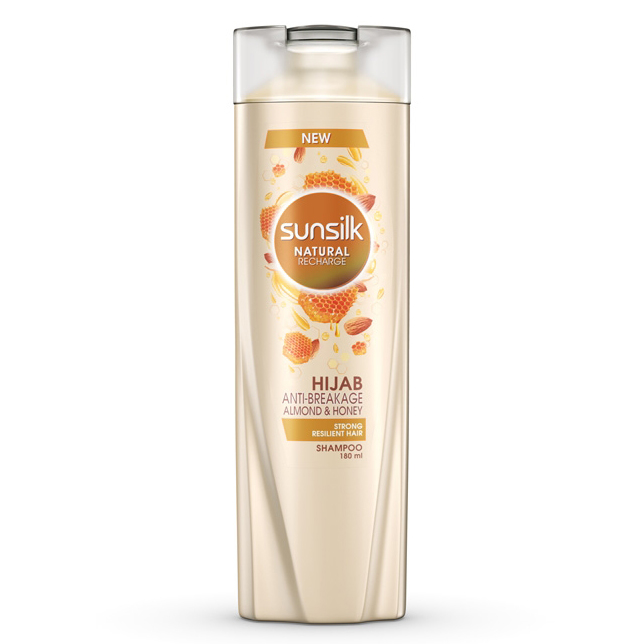 NEW
sunsilk
NATURAL
RECHARGE
HIJAB
ANTI-BREAKAGE
ALMOND & HONEY
STRONG
RESILIENT HAIR
SHAMPOO
180 ml